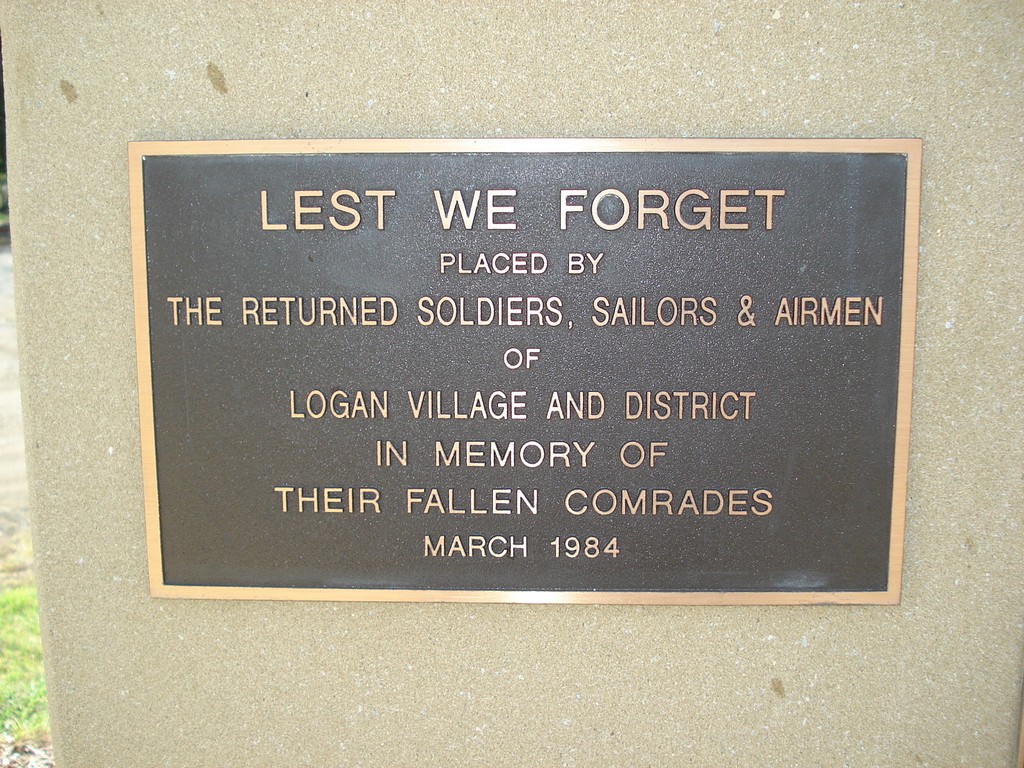 LEST WE FORGET
PLACED BY
THE RETURNED SOLDIERS, SAILORS & AIRMEN
OF
LOGAN VILLAGE AND DISTRICT
IN MEMORY OF
THEIR FALLEN COMRADES
MARCH 1984